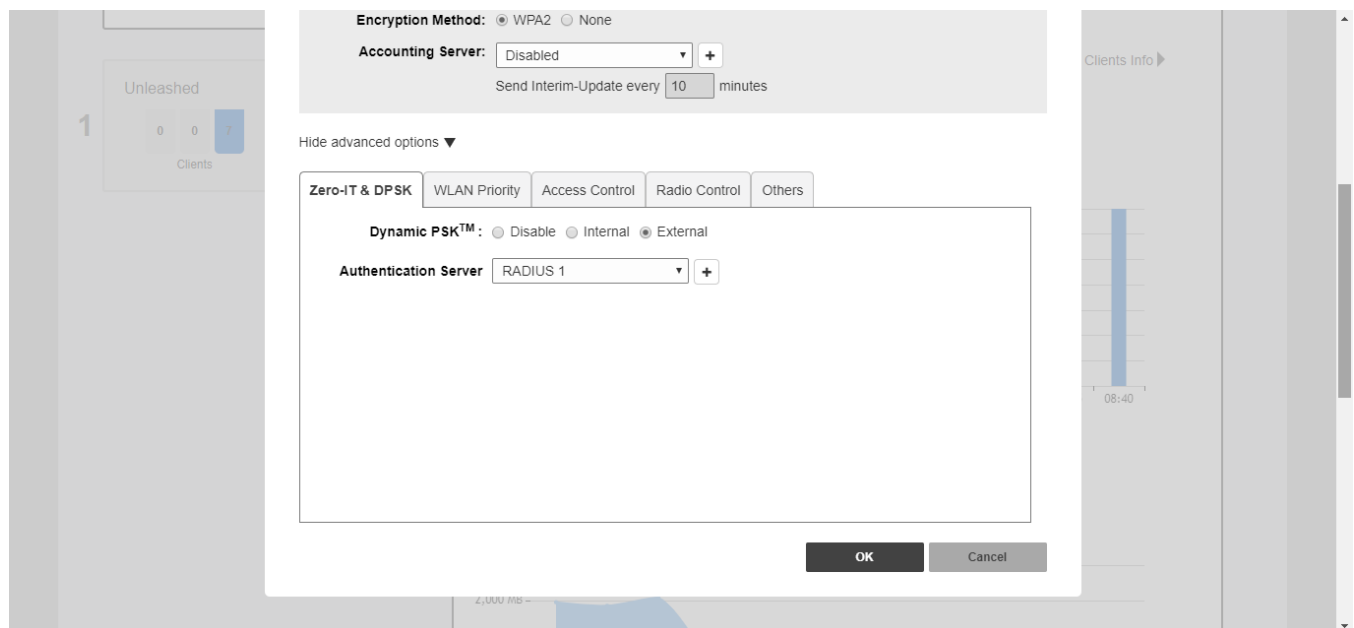 Encryption Method: WPA2 None
Accounting Server: Disabled +
Send Interim-Update every 10 minutes
Clients Info
Unleashed
1
0 0 7
Clients
Hide advanced options ▼
Zero-IT & DPSK WLAN Priority Access Control Radio Control Others
Dynamic PSK™ : Disable Internal External
Authentication Server RADIUS 1 +
08:40
OK Cancel
2,000 MB